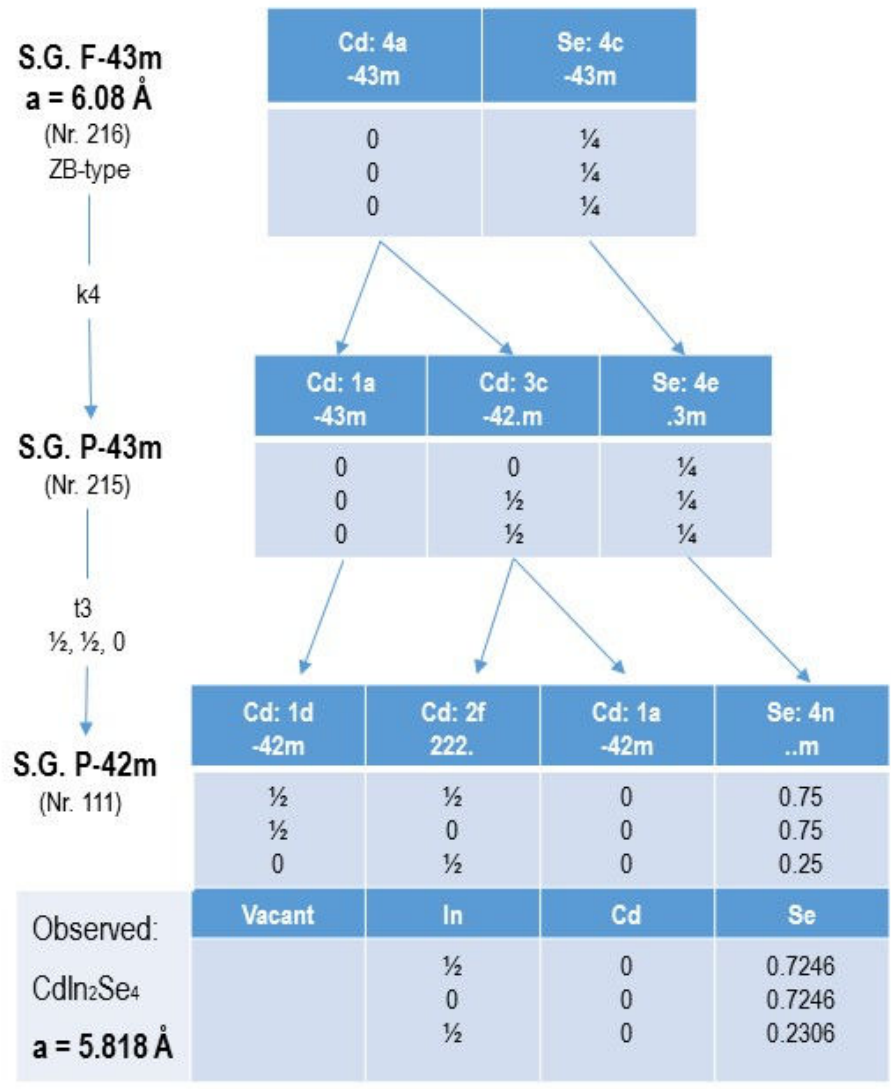 S.G. F-43m
a = 6.08 Å
(Nr. 216)
ZB-type
Cd: 4a Se: 4c
-43m -43m
0 ¼
0 ¼
0 ¼
k4
S.G. P-43m
(Nr. 215)
Cd: 1a Cd: 3c Se: 4e
-43m -42.m .3m
0 0 ¼
0 ½ ¼
0 ½ ¼
t3
½, ½, 0
S.G. P-42m
(Nr. 111)
Cd: 1d Cd: 2f Cd: 1a Se: 4n
-42m 222. -42m ..m
½ ½ 0 0.75
½ 0 0 0.75
0 ½ 0 0.25
Observed:
CdIn₂Se₄
a = 5.818 Å
Vacant In Cd Se
½ 0 0.7246
0 0 0.7246
½ 0 0.2306